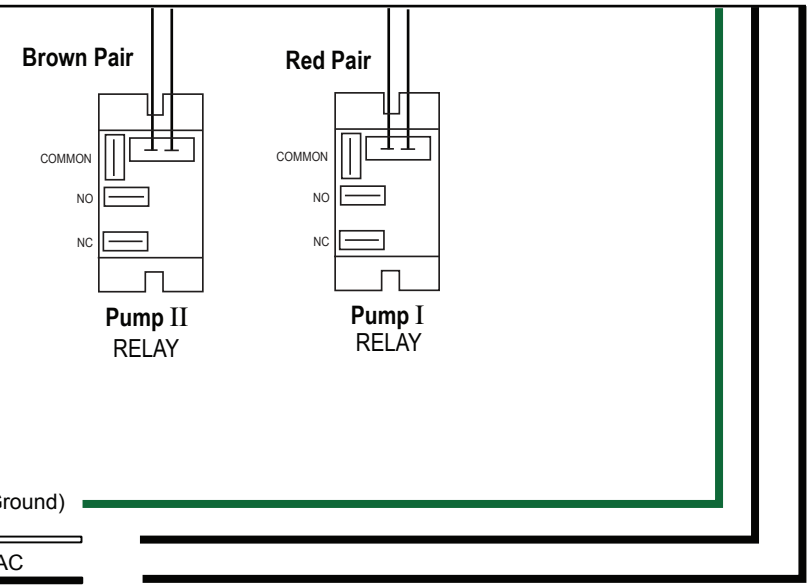 Brown Pair
Red Pair
COMMON
NO
NC
COMMON
NO
NC
Pump II
RELAY
Pump I
RELAY
Ground)
AC